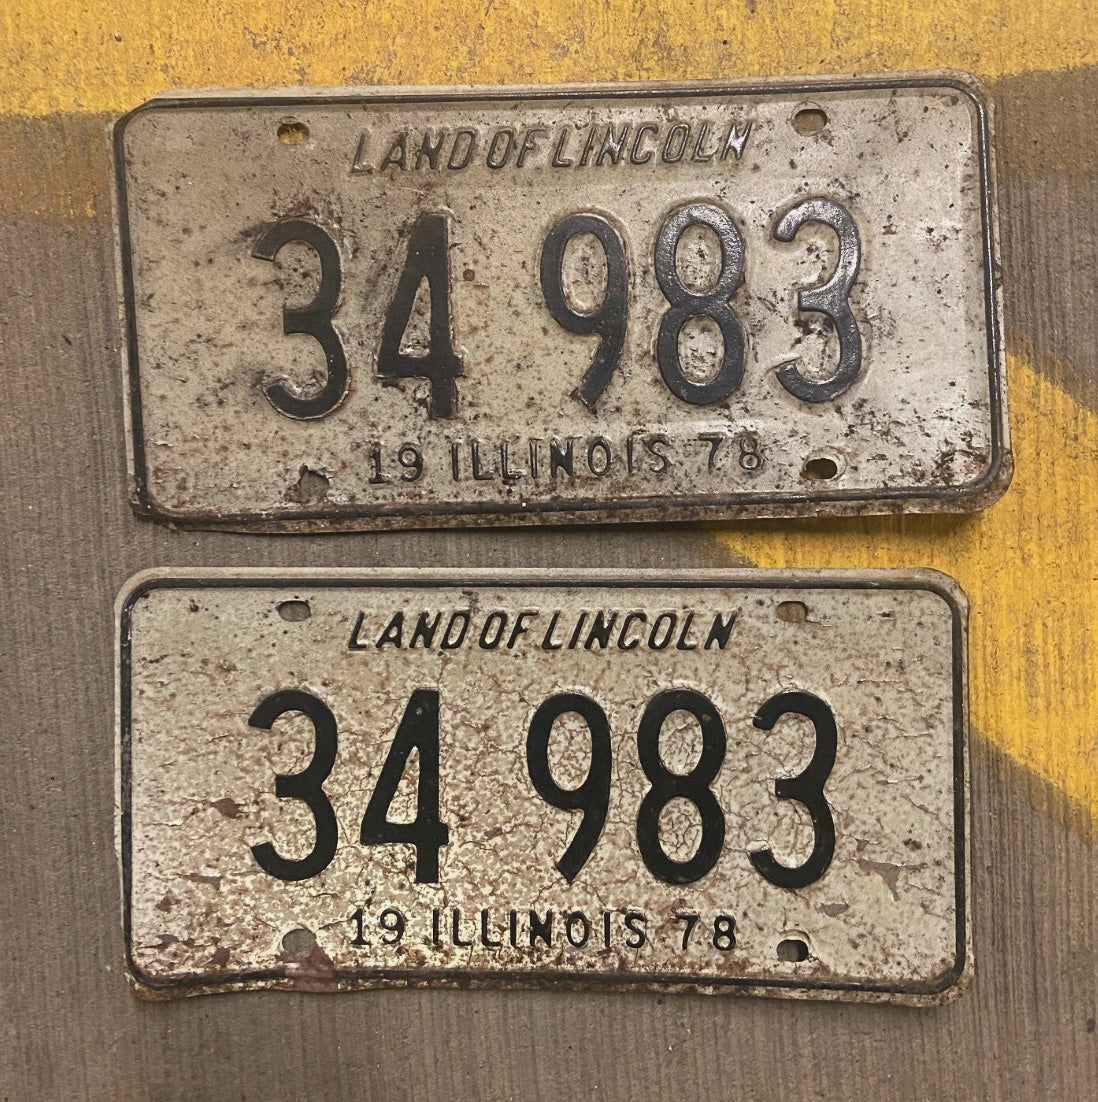 LAND OF LINCOLN
34 983
19 ILLINOIS 78
LAND OF LINCOLN
34 983
19 ILLINOIS 78